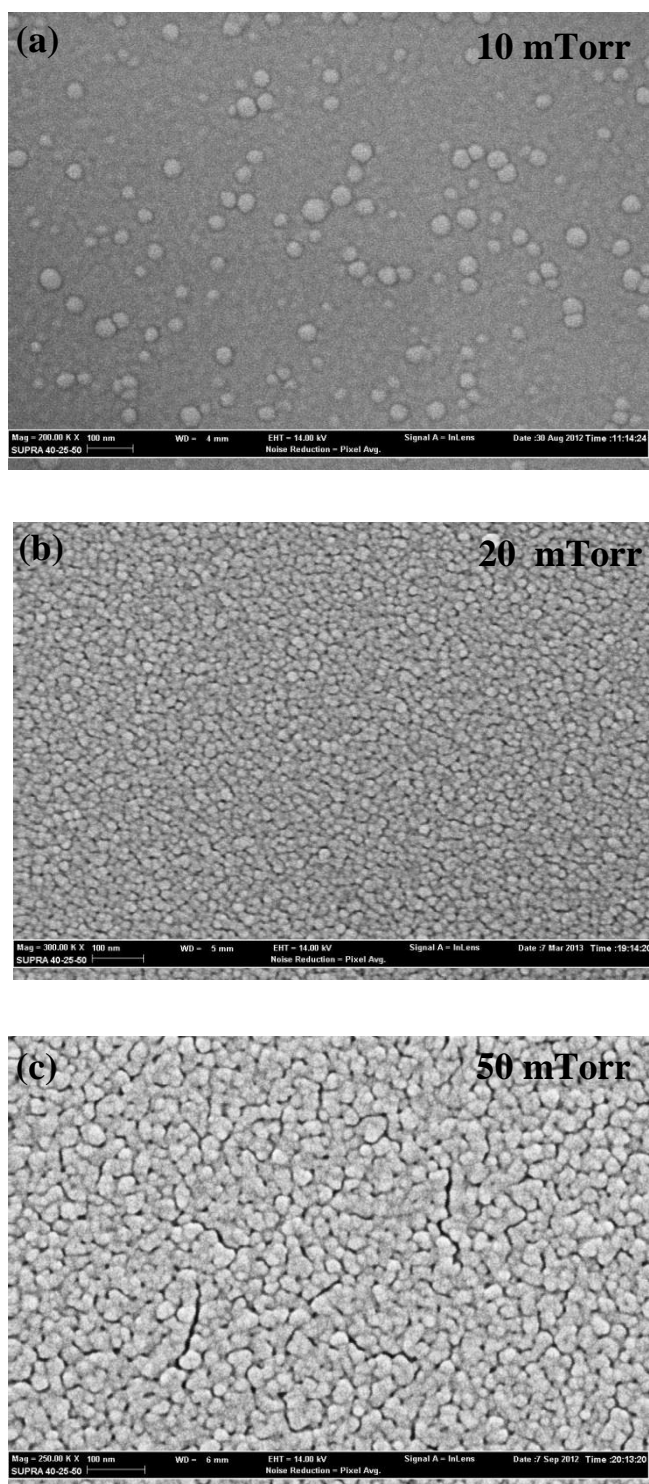 (a) 10 mTorr
Mag = 200.00 K X 100 nm WD = 4 mm EHT = 14.00 kV Signal A = InLens Date :30 Aug 2012 Time :11:14:24
SUPRA 40-25-50 Noise Reduction = Pixel Avg.
(b) 20 mTorr
Mag = 300.00 K X 100 nm WD = 5 mm EHT = 14.00 kV Signal A = InLens Date :7 Mar 2013 Time :19:14:20
SUPRA 40-25-50 Noise Reduction = Pixel Avg.
(c) 50 mTorr
Mag = 250.00 K X 100 nm WD = 6 mm EHT = 14.00 kV Signal A = InLens Date :7 Sep 2012 Time :20:13:20
SUPRA 40-25-50 Noise Reduction = Pixel Avg.